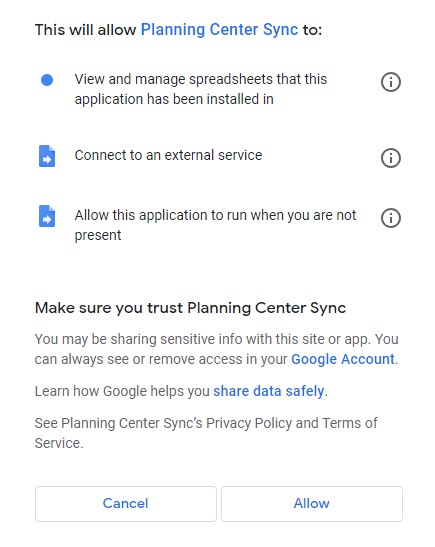 This will allow Planning Center Sync to:
View and manage spreadsheets that this
application has been installed in
Connect to an external service
Allow this application to run when you are not
present
Make sure you trust Planning Center Sync
You may be sharing sensitive info with this site or app. You
can always see or remove access in your Google Account.
Learn how Google helps you share data safely.
See Planning Center Sync's Privacy Policy and Terms of
Service.
Cancel
Allow